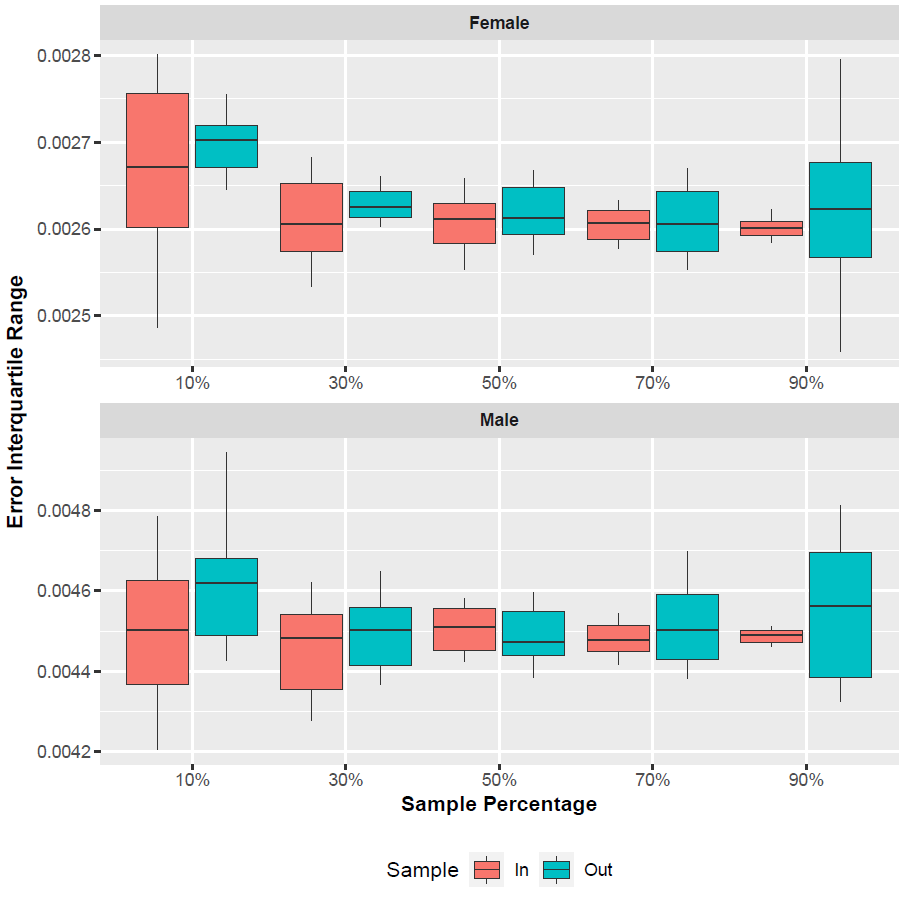 Female
0.0028
0.0027
0.0026
0.0025
10% 30% 50% 70% 90%
Error Interquartile Range
Male
0.0048
0.0046
0.0044
0.0042
10% 30% 50% 70% 90%
Sample Percentage
Sample In Out